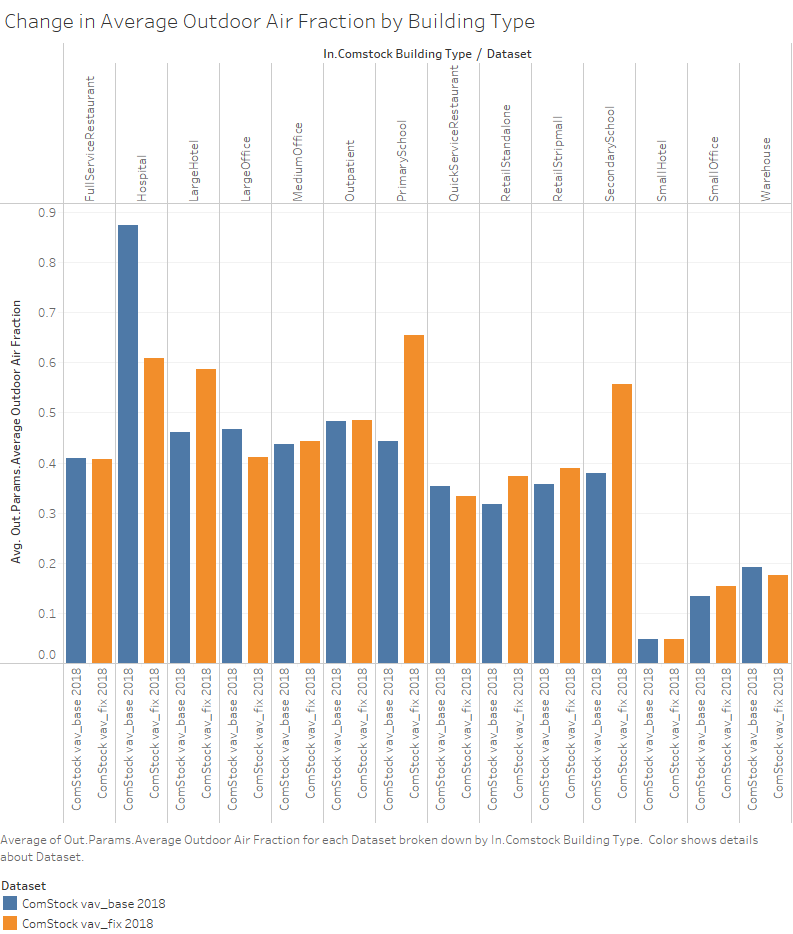 Change in Average Outdoor Air Fraction by Building Type
In.Comstock Building Type / Dataset
FullServiceRestaurant
Hospital
LargeHotel
LargeOffice
MediumOffice
Outpatient
PrimarySchool
QuickServiceRestaurant
RetailStandalone
RetailStripmall
SecondarySchool
SmallHotel
SmallOffice
Warehouse
Avg. Out.Params.Average Outdoor Air Fraction
0.9
0.8
0.7
0.6
0.5
0.4
0.3
0.2
0.1
0.0
ComStock vav_base 2018
ComStock vav_fix 2018
ComStock vav_base 2018
ComStock vav_fix 2018
ComStock vav_base 2018
ComStock vav_fix 2018
ComStock vav_base 2018
ComStock vav_fix 2018
ComStock vav_base 2018
ComStock vav_fix 2018
ComStock vav_base 2018
ComStock vav_fix 2018
ComStock vav_base 2018
ComStock vav_fix 2018
ComStock vav_base 2018
ComStock vav_fix 2018
ComStock vav_base 2018
ComStock vav_fix 2018
ComStock vav_base 2018
ComStock vav_fix 2018
ComStock vav_base 2018
ComStock vav_fix 2018
ComStock vav_base 2018
ComStock vav_fix 2018
ComStock vav_base 2018
ComStock vav_fix 2018
ComStock vav_base 2018
ComStock vav_fix 2018
Average of Out.Params.Average Outdoor Air Fraction for each Dataset broken down by In.Comstock Building Type. Color shows details
about Dataset.
Dataset
ComStock vav_base 2018
ComStock vav_fix 2018